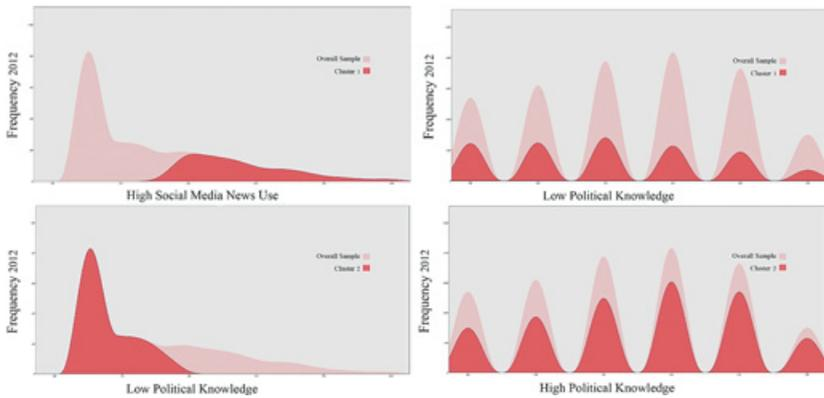 Frequency 2012
Overall Sample
Cluster 1
High Social Media News Use
Frequency 2012
Overall Sample
Cluster 1
Low Political Knowledge
Frequency 2012
Overall Sample
Cluster 2
Low Political Knowledge
Frequency 2012
Overall Sample
Cluster 2
High Political Knowledge